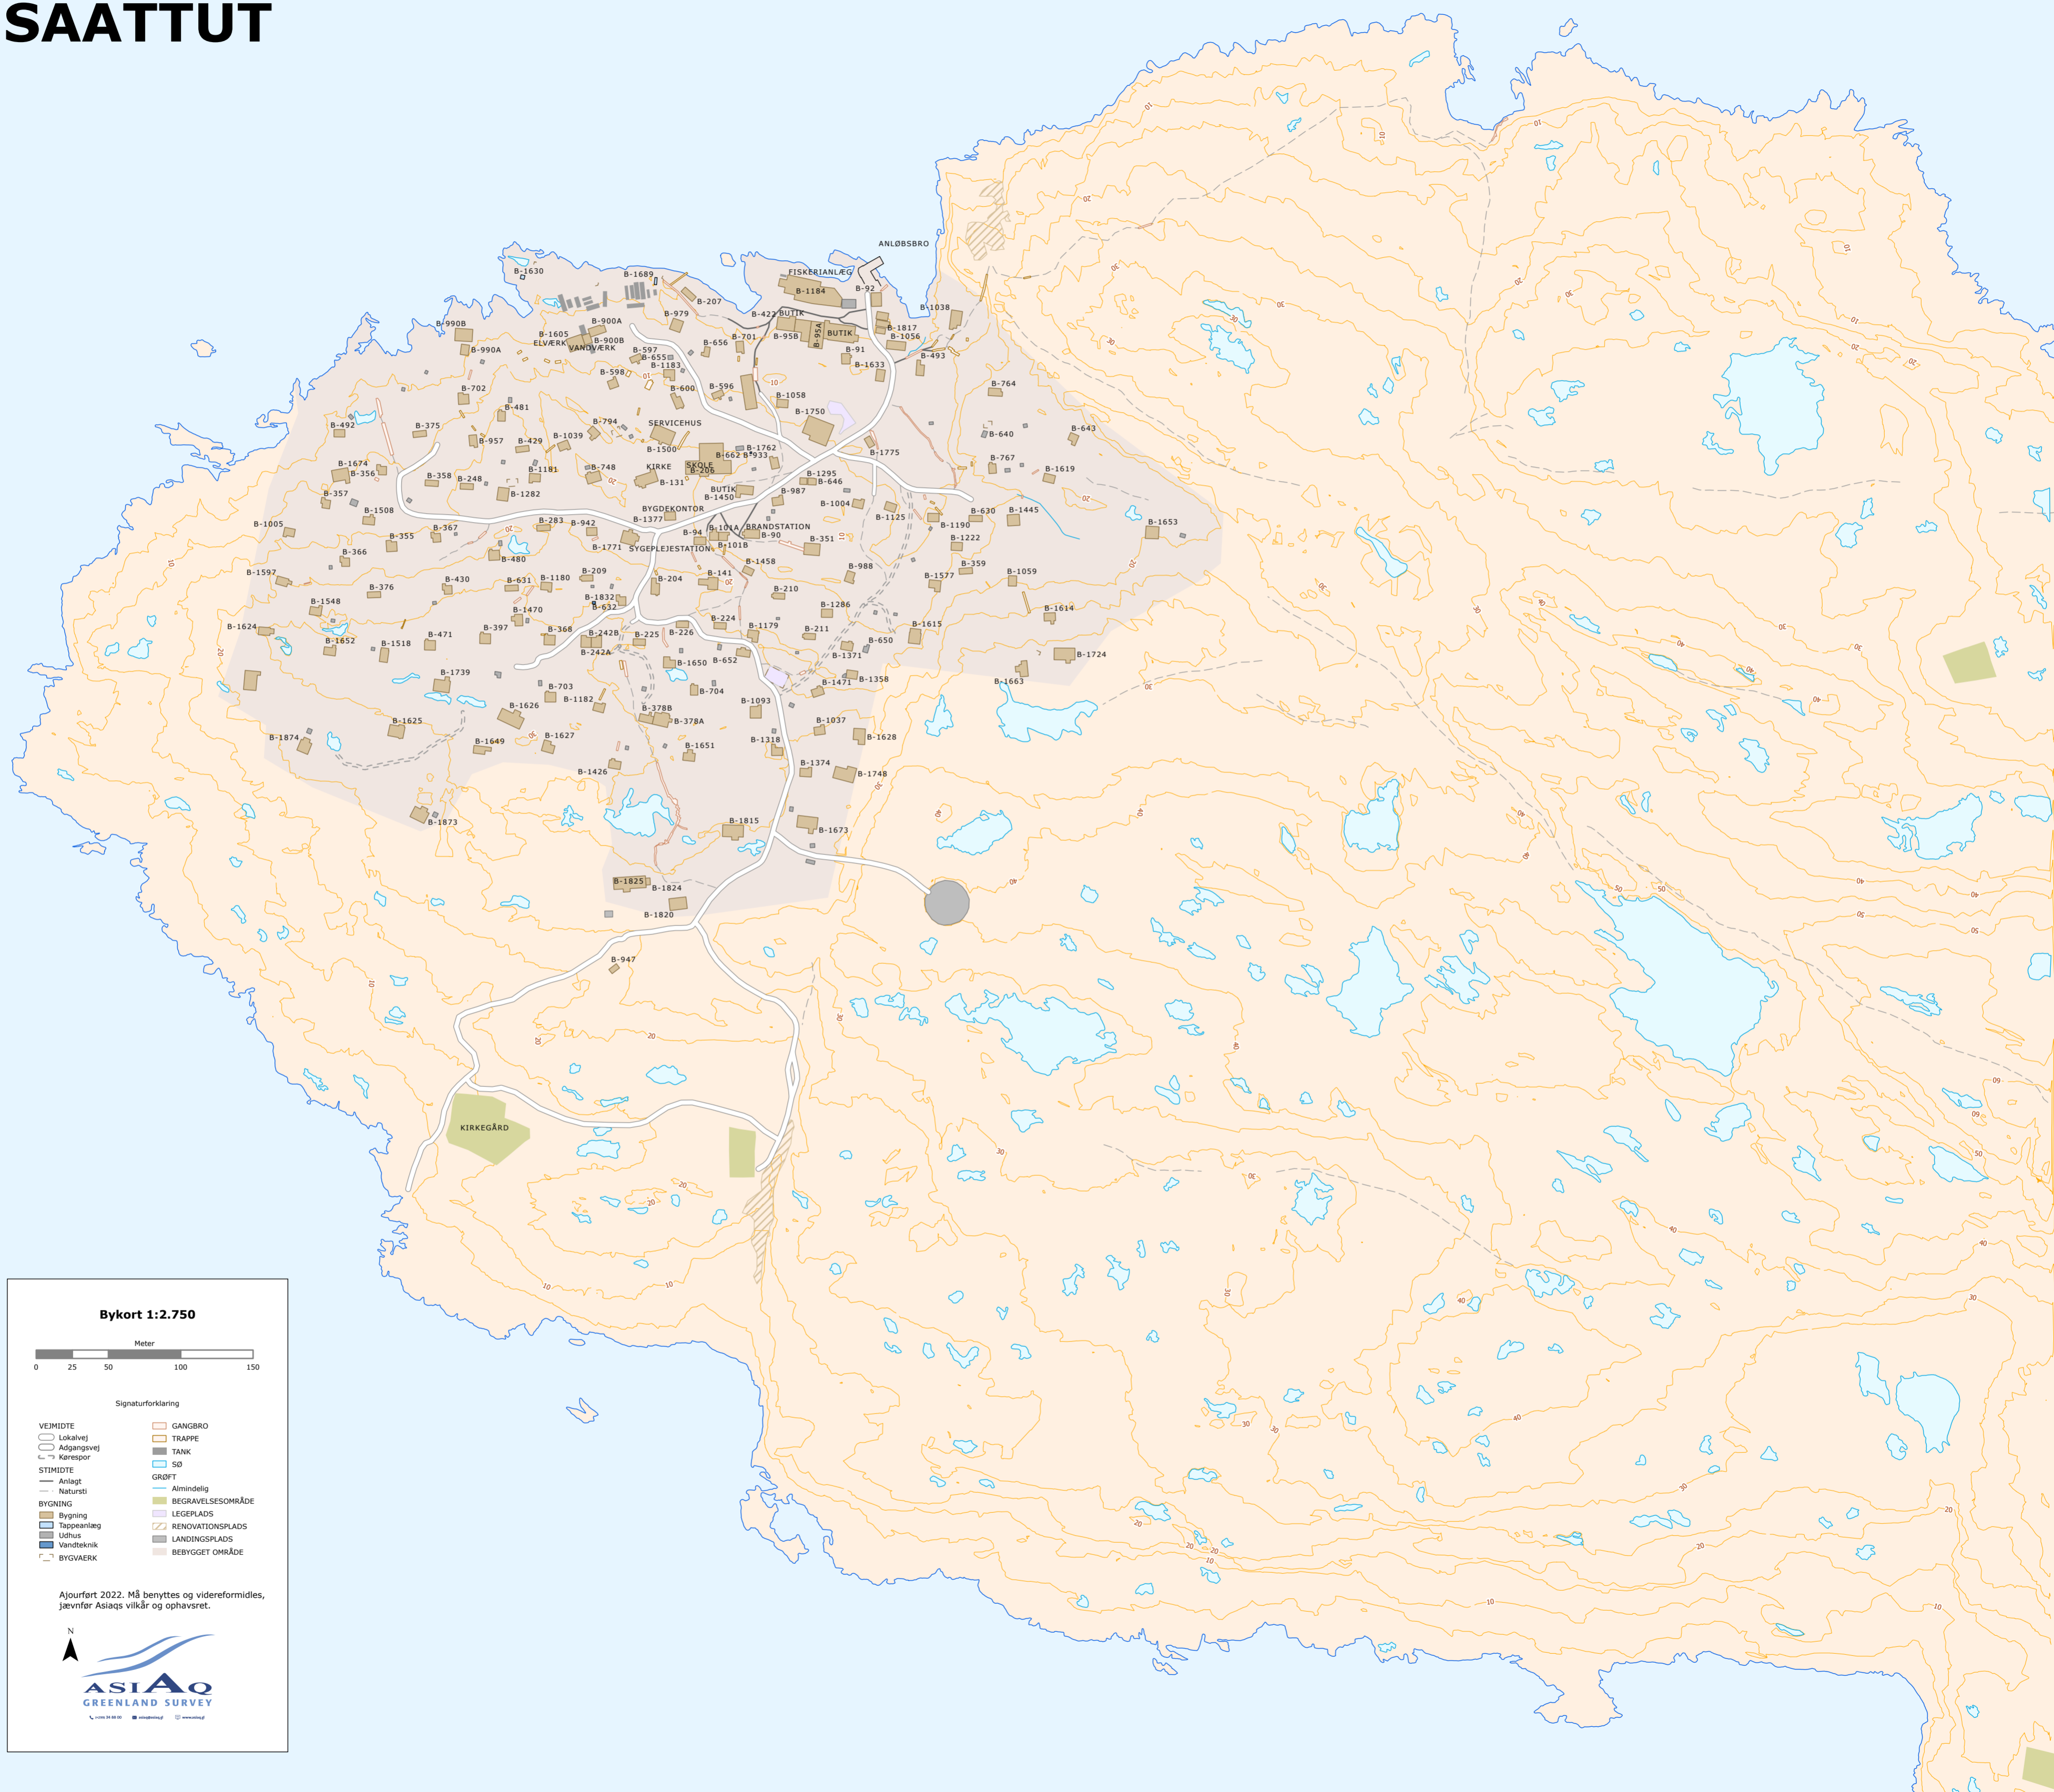 SAATTUT
ANLØBSBRO
B-1630
B-1689
FISKERIANLÆG
B-1184
B-92
B-207
B-1038
B-979
B-422
BUTIK
B-990B
B-900A
B-1605
ELVÆRK
B-900B
VANDVÆRK
B-95B
B-95A
BUTIK
B-1817
B-1056
B-701
B-656
B-990A
B-597
B-655
B-1183
B-91
B-493
B-1633
B-598
B-702
B-600
B-596
B-764
B-1058
B-481
B-1750
B-492
B-375
B-794
SERVICEHUS
B-643
B-640
B-957
B-429
B-1039
B-1500
B-662
B-1762
B-933
B-1775
B-1674
B-356
B-748
KIRKE
SKOLE
B-206
B-767
B-1181
B-358
B-248
B-131
B-1295
B-646
B-1619
B-357
B-1282
BUTIK
B-1450
B-987
B-1004
B-1508
BYGDEKONTOR
B-1377
B-1125
B-630
B-1445
B-1653
B-1190
B-1005
B-367
B-283
B-942
B-101A
BRANDSTATION
B-90
B-355
B-1771
B-94
B-101B
SYGEPLEJESTATION
B-351
B-1222
B-366
B-480
B-1458
B-359
B-1597
B-209
B-141
B-988
B-1577
B-1059
B-376
B-430
B-631
B-1180
B-204
B-210
B-1548
B-1832
B-632
B-1470
B-1286
B-1614
B-1624
B-397
B-368
B-242B
B-225
B-226
B-224
B-1179
B-211
B-1615
B-1652
B-1518
B-471
B-242A
B-652
B-650
B-1371
B-1724
B-1650
B-1739
B-1358
B-1663
B-1471
B-703
B-704
B-1182
B-1626
B-378B
B-378A
B-1093
B-1625
B-1037
B-1874
B-1649
B-1627
B-1651
B-1318
B-1628
B-1426
B-1374
B-1748
B-1873
B-1815
B-1673
B-1825
B-1824
B-1820
B-947
KIRKEGÅRD
10
20
30
40
50
60
Bykort 1:2.750
Meter
0 25 50 100 150
Signaturforklaring
VEJMIDTE
Lokalvej
Adgangsvej
Kørespor
STIMIDTE
Anlagt
Natursti
BYGNING
Bygning
Tappeanlæg
Udhus
Vandteknik
BYGVAERK
GANGBRO
TRAPPE
TANK
SØ
GRØFT
Almindelig
BEGRAVELSESOMRÅDE
LEGEPLADS
RENOVATIONSPLADS
LANDINGSPLADS
BEBYGGET OMRÅDE
Ajourført 2022. Må benyttes og videreformidles,
jævnfør Asiaqs vilkår og ophavsret.
N
ASIAQ
GREENLAND SURVEY